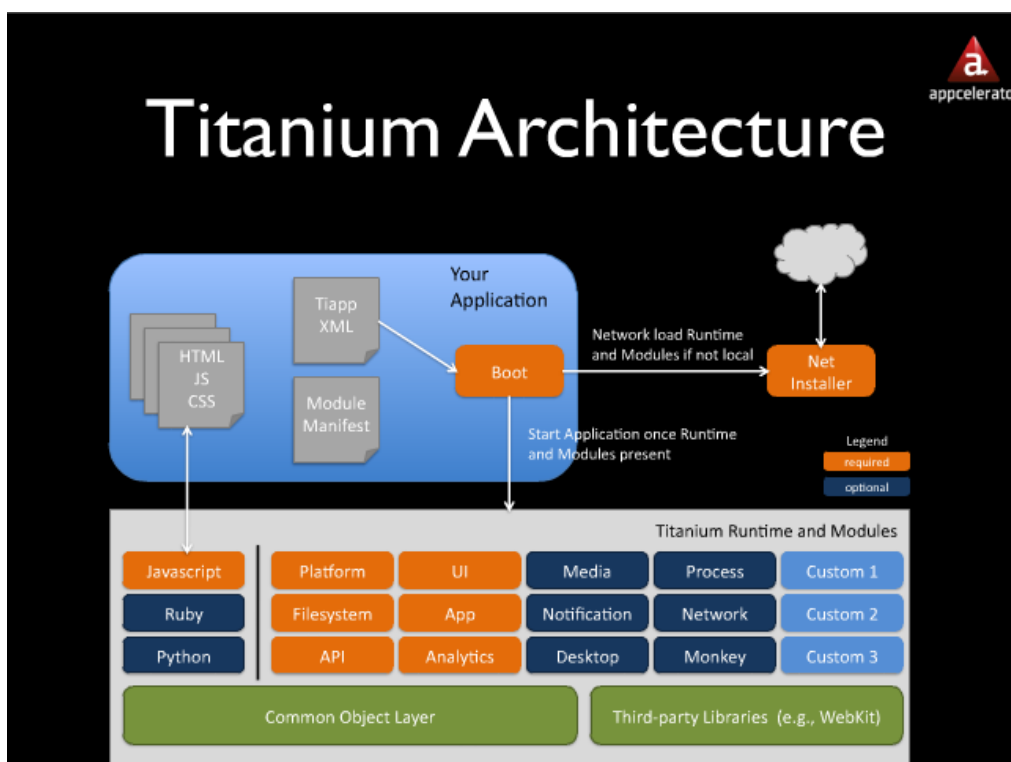 a
appcelerato
Titanium Architecture
Your
Application
Tiapp
XML
HTML
JS
CSS
Module
Manifest
Boot
Network load Runtime
and Modules if not local
Net
Installer
Start Application once Runtime
and Modules present
Legend
required
optional
Titanium Runtime and Modules
Javascript
Platform
UI
Media
Process
Custom 1
Ruby
Filesystem
App
Notification
Network
Custom 2
Python
API
Analytics
Desktop
Monkey
Custom 3
Common Object Layer
Third-party Libraries (e.g., WebKit)